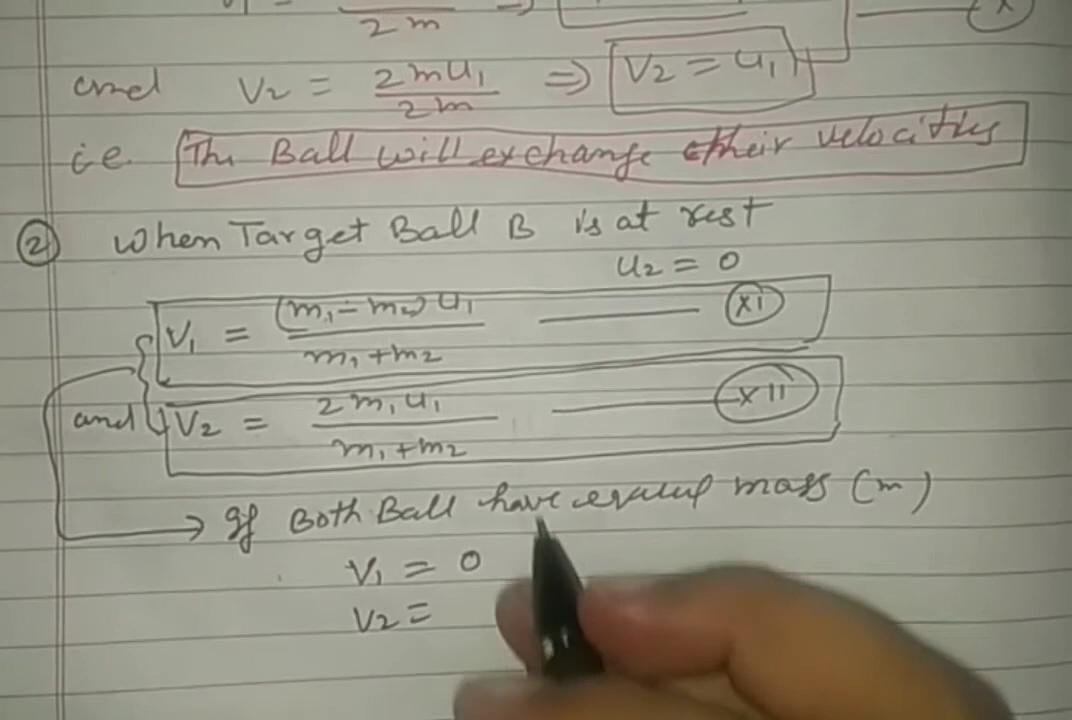 2m =>
and V2 = 2mu1/2m => V2 = u1
i.e. The Ball will exchange their velocities
2 when Target Ball B is at rest
u2 = 0
V1 = (m1-m2)u1/m1+m2 XI
and V2 = 2m1u1/m1+m2 XII
→ If Both Ball have equal mass (m)
V1 = 0
V2 =